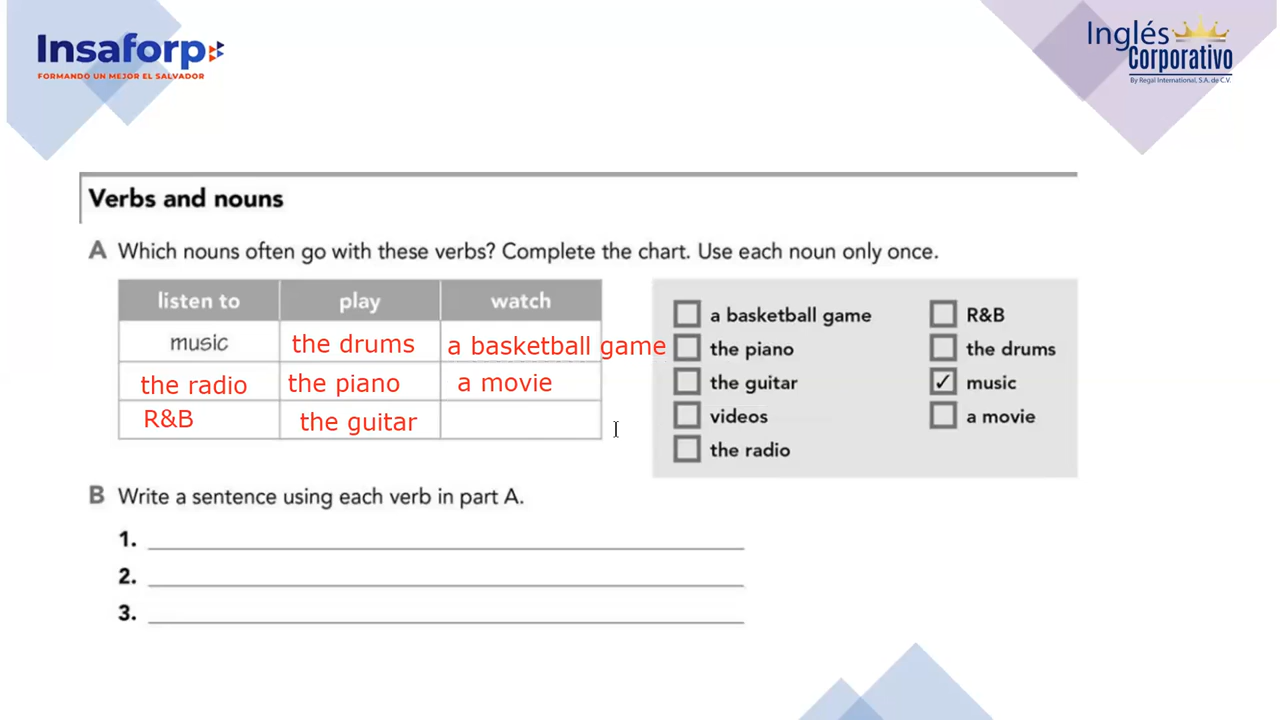 Insaforp
FORMANDO UN MEJOR EL SALVADOR
Inglés
Corporativo
By Regal International, S.A. de C.V.
Verbs and nouns
A Which nouns often go with these verbs? Complete the chart. Use each noun only once.
listen to play watch
music the drums a basketball game
the radio the piano a movie
R&B the guitar
a basketball game R&B
the piano the drums
the guitar ✓ music
videos a movie
the radio
B Write a sentence using each verb in part A.
1.
2.
3.